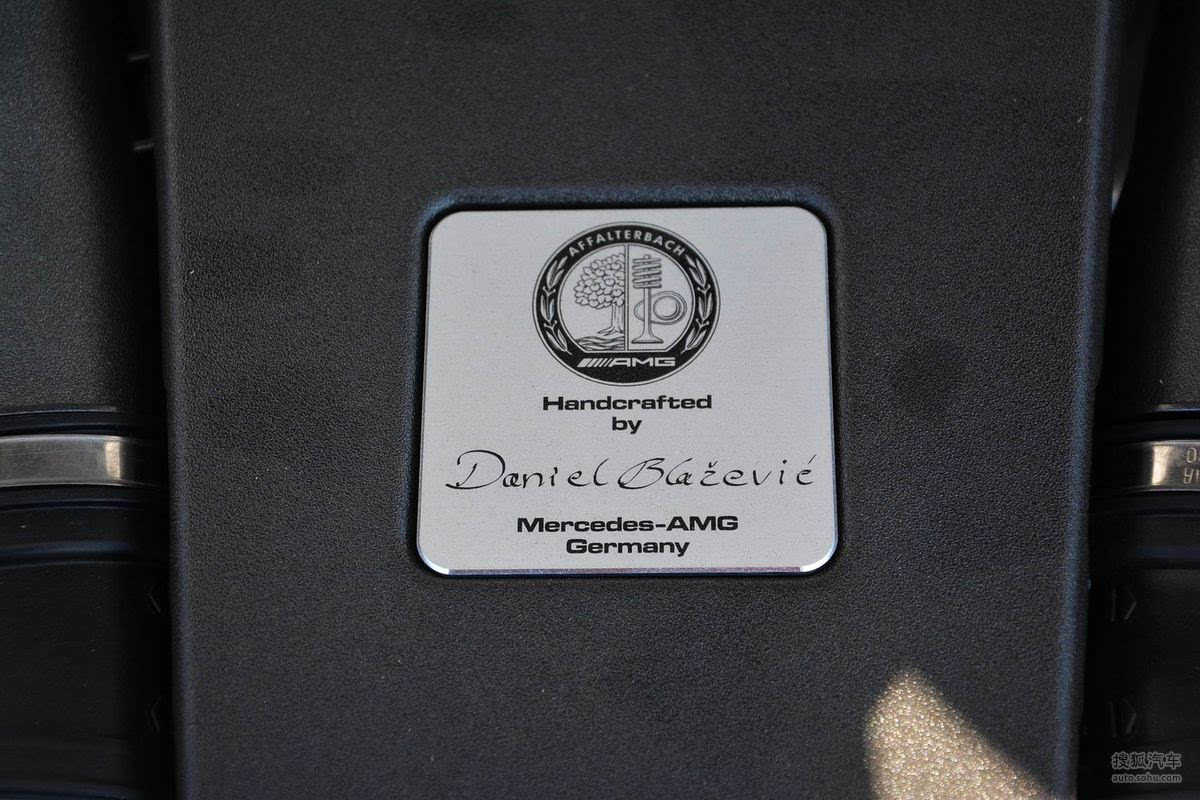 AFFALTERBACH
AMG
Handcrafted
by
Daniel Blažević
Mercedes-AMG
Germany
搜狐汽车
auto.sohu.com